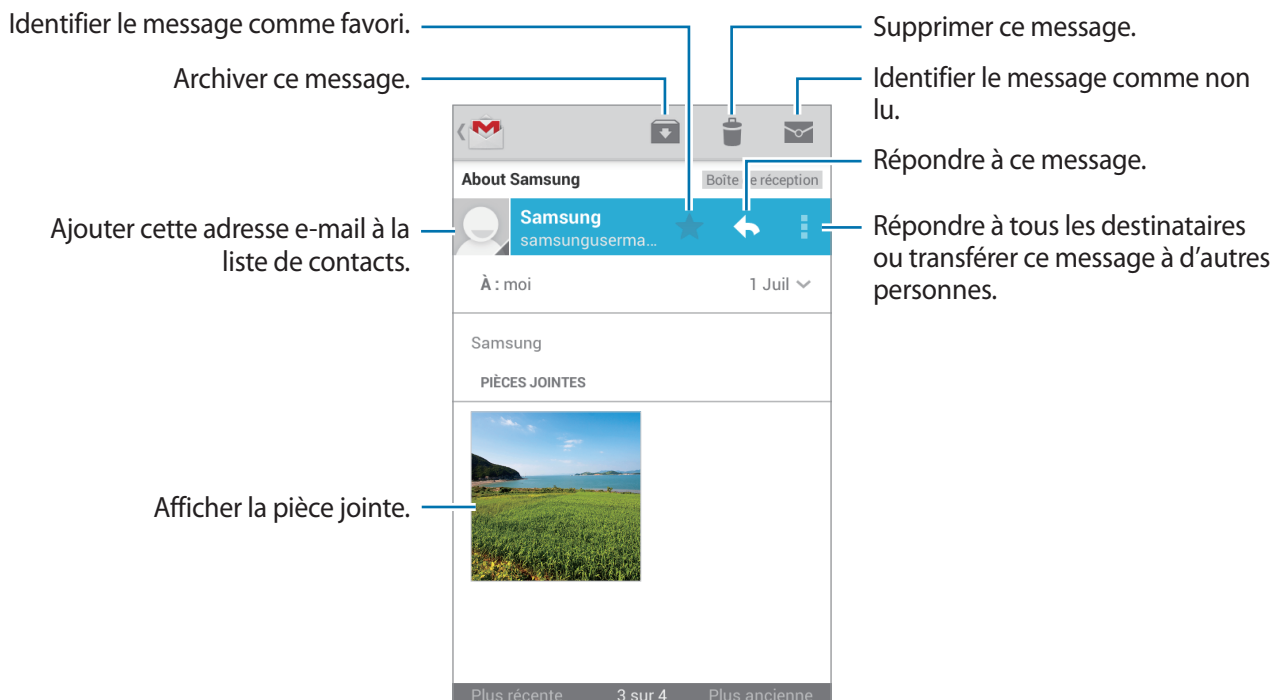 Identifier le message comme favori.
Archiver ce message.
Ajouter cette adresse e-mail à la
liste de contacts.
Afficher la pièce jointe.
Supprimer ce message.
Identifier le message comme non
lu.
Répondre à ce message.
Répondre à tous les destinataires
ou transférer ce message à d'autres
personnes.
About Samsung
Boîte de réception
Samsung
samsunguserma...
À : moi
1 Juil
Samsung
PIÈCES JOINTES
Plus récente
3 sur 4
Plus ancienne